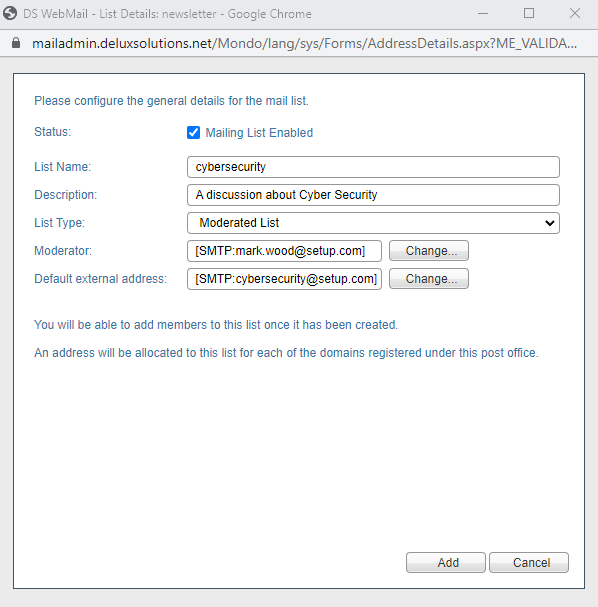 DS WebMail - List Details: newsletter - Google Chrome
mailadmin.deluxsolutions.net/Mondo/lang/sys/Forms/AddressDetails.aspx?ME_VALIDA...
Please configure the general details for the mail list.
Status: Mailing List Enabled
List Name: cybersecurity
Description: A discussion about Cyber Security
List Type: Moderated List
Moderator: [SMTP:mark.wood@setup.com] Change...
Default external address: [SMTP:cybersecurity@setup.com] Change...
You will be able to add members to this list once it has been created.
An address will be allocated to this list for each of the domains registered under this post office.
Add Cancel